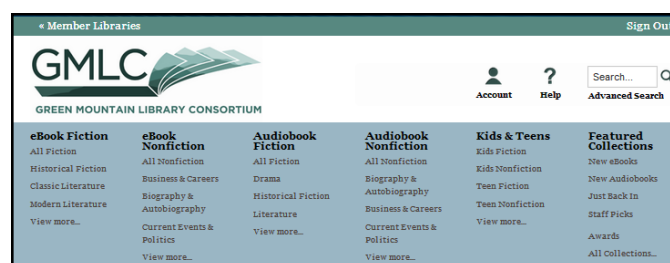 « Member Libraries
Sign Out
GMLC
GREEN MOUNTAIN LIBRARY CONSORTIUM
Account
Help
Search...
Advanced Search
eBook Fiction
All Fiction
Historical Fiction
Classic Literature
Modern Literature
View more...
eBook
Nonfiction
All Nonfiction
Business & Careers
Biography &
Autobiography
Current Events &
Politics
View more...
Audiobook
Fiction
All Fiction
Drama
Historical Fiction
Literature
View more...
Audiobook
Nonfiction
All Nonfiction
Biography &
Autobiography
Business & Careers
Current Events &
Politics
View more...
Kids & Teens
Kids Fiction
Kids Nonfiction
Teen Fiction
Teen Nonfiction
View more...
Featured
Collections
New eBooks
New Audiobooks
Just Back In
Staff Picks
Awards
All Collections...